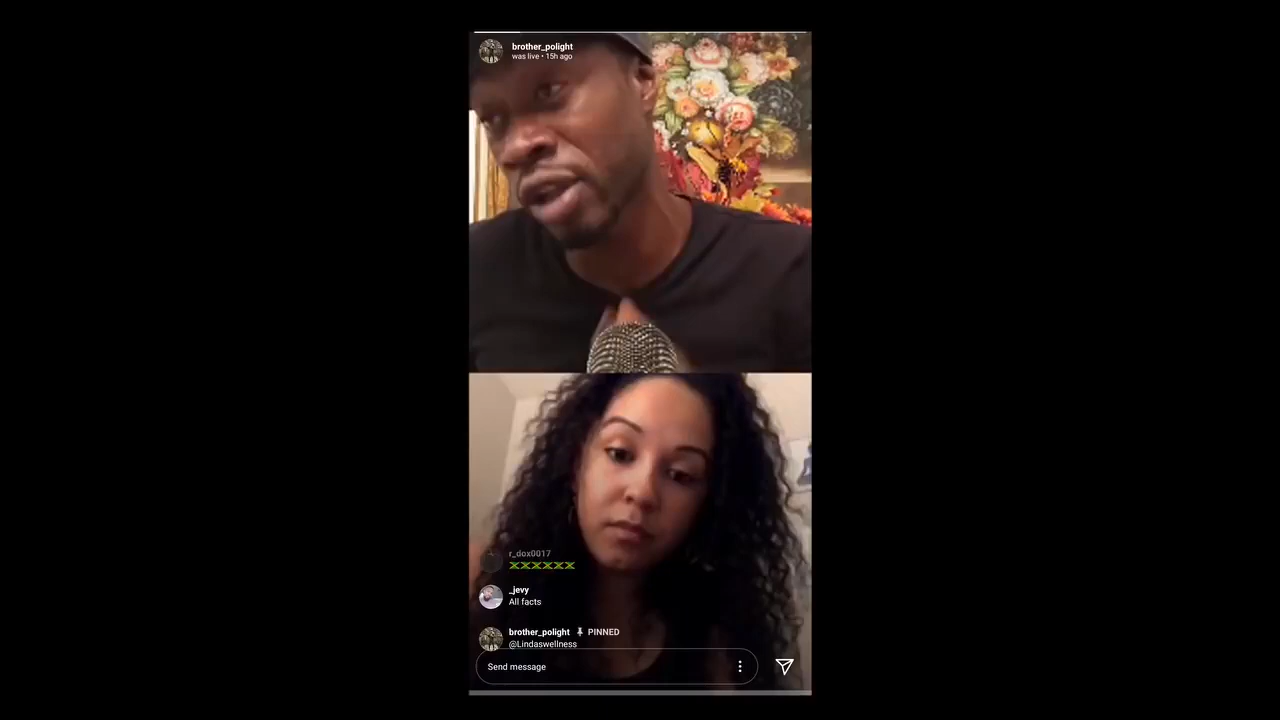 brother_polight
was live • 15h ago
r_dox0017
_jevy
All facts
brother_polight PINNED
@Lindaswellness
Send message